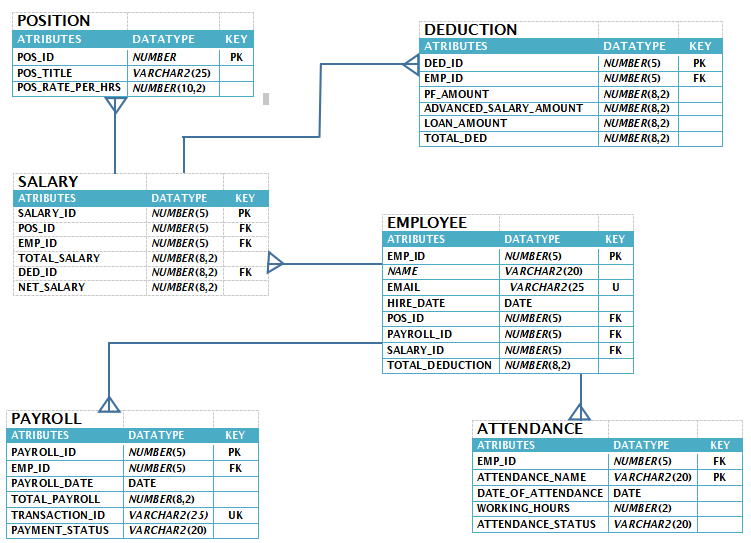 POSITION
ATRIBUTES DATATYPE KEY
POS_ID NUMBER PK
POS_TITLE VARCHAR2(25)
POS_RATE_PER_HRS NUMBER(10,2)
DEDUCTION
ATRIBUTES DATATYPE KEY
DED_ID NUMBER(5) PK
EMP_ID NUMBER(5) FK
PF_AMOUNT NUMBER(8,2)
ADVANCED_SALARY_AMOUNT NUMBER(8,2)
LOAN_AMOUNT NUMBER(8,2)
TOTAL_DED NUMBER(8,2)
SALARY
ATRIBUTES DATATYPE KEY
SALARY_ID NUMBER(5) PK
POS_ID NUMBER(5) FK
EMP_ID NUMBER(5) FK
TOTAL_SALARY NUMBER(8,2)
DED_ID NUMBER(8,2) FK
NET_SALARY NUMBER(8,2)
EMPLOYEE
ATRIBUTES DATATYPE KEY
EMP_ID NUMBER(5) PK
NAME VARCHAR2(20)
EMAIL VARCHAR2(25 U
HIRE_DATE DATE
POS_ID NUMBER(5) FK
PAYROLL_ID NUMBER(5) FK
SALARY_ID NUMBER(5) FK
TOTAL_DEDUCTION NUMBER(8,2)
PAYROLL
ATRIBUTES DATATYPE KEY
PAYROLL_ID NUMBER(5) PK
EMP_ID NUMBER(5) FK
PAYROLL_DATE DATE
TOTAL_PAYROLL NUMBER(8,2)
TRANSACTION_ID VARCHAR2(25) UK
PAYMENT_STATUS VARCHAR2(20)
ATTENDANCE
ATRIBUTES DATATYPE KEY
EMP_ID NUMBER(5) FK
ATTENDANCE_NAME VARCHAR2(20) PK
DATE_OF_ATTENDANCE DATE
WORKING_HOURS NUMBER(2)
ATTENDANCE_STATUS VARCHAR2(20)